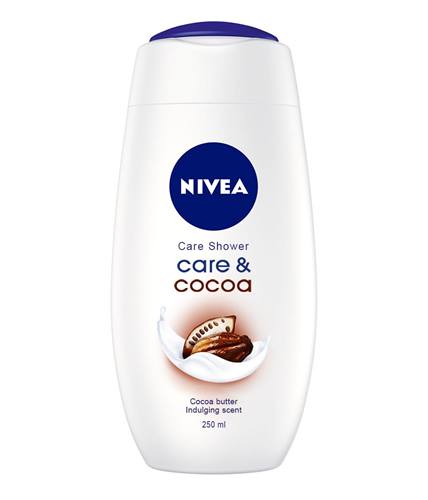 NIVEA
Care Shower
care &
cocoa
Cocoa butter
Indulging scent
250 ml